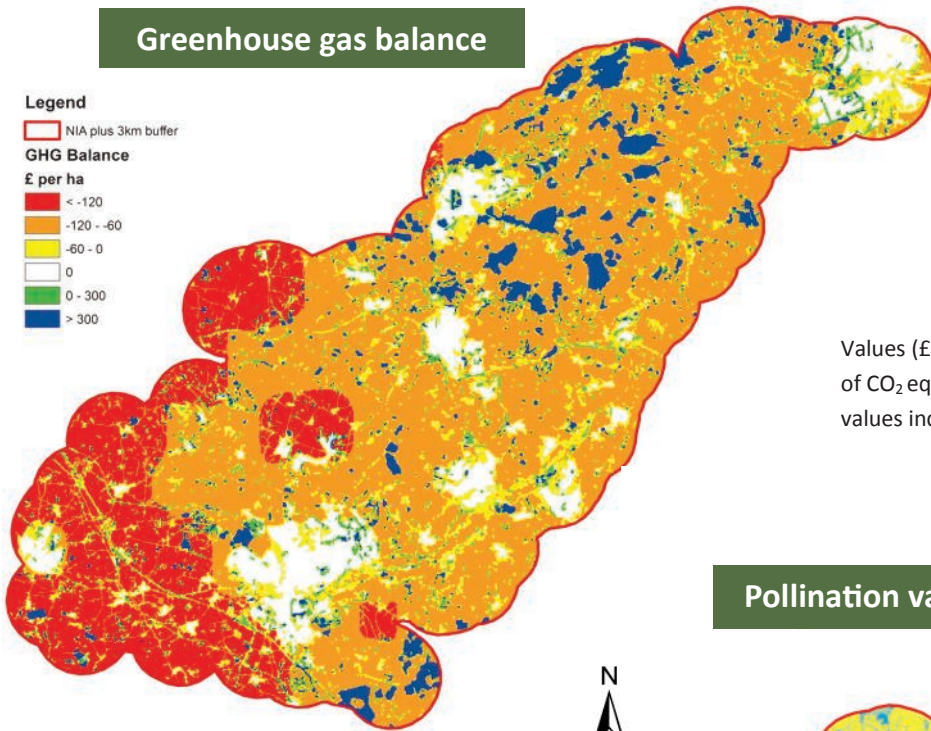 Greenhouse gas balance
Legend
NIA plus 3km buffer
GHG Balance
£ per ha
< -120
-120 - -60
-60 - 0
0
0 - 300
> 300
Values (£
of CO₂ eq
values inc
Pollination va
N